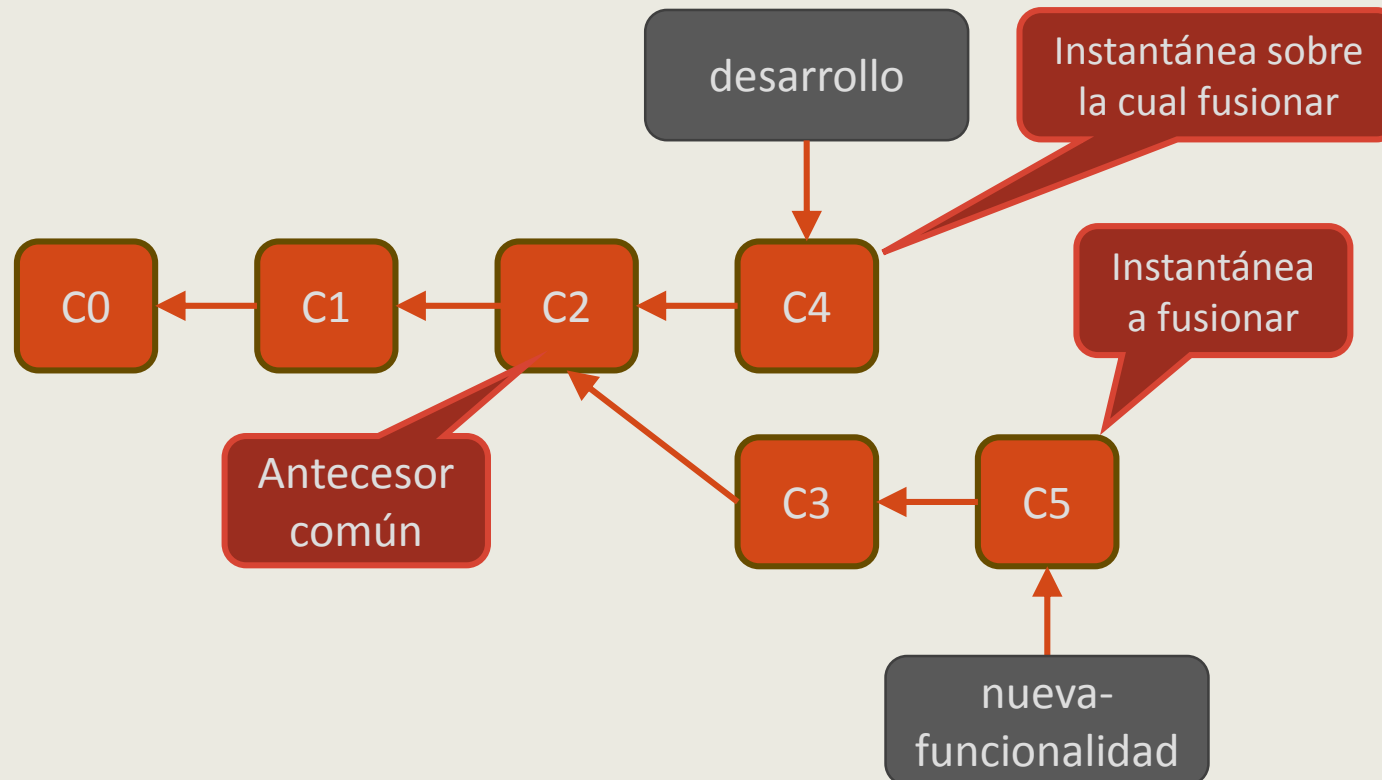 desarrollo
Instantánea sobre
la cual fusionar
C0
C1
C2
C4
Instantánea
a fusionar
Antecesor
común
C3
C5
nueva-
funcionalidad